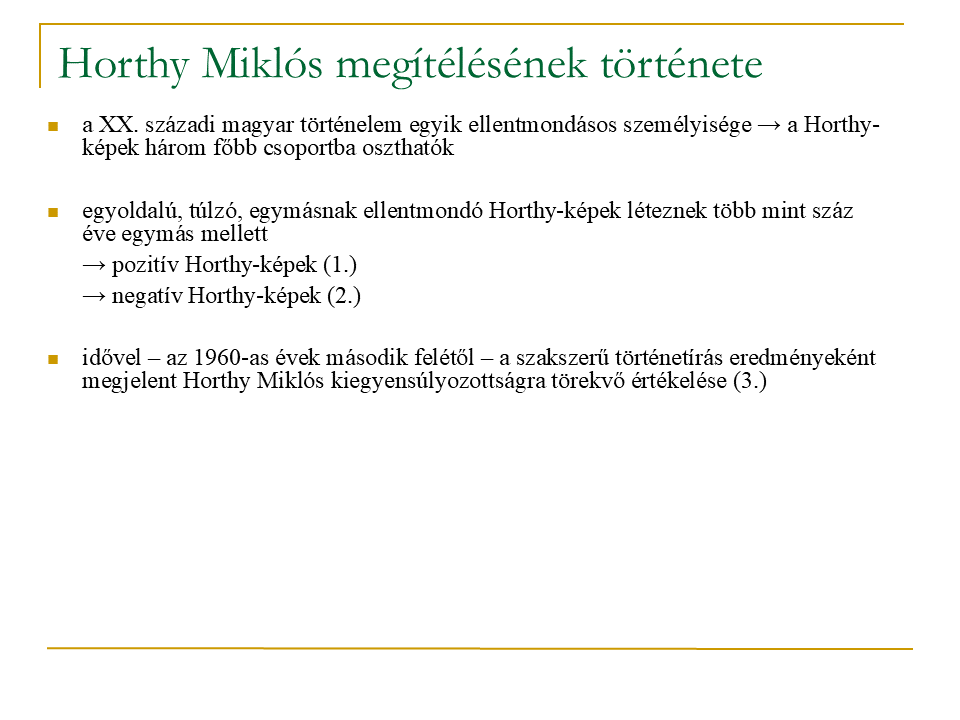 Horthy Miklós megítélésének története
a XX. századi magyar történelem egyik ellentmondásos személyisége → a Horthy-
képek három főbb csoportba oszthatók
egyoldalú, túlzó, egymásnak ellentmondó Horthy-képek léteznek több mint száz
éve egymás mellett
→ pozitív Horthy-képek (1.)
→ negatív Horthy-képek (2.)
idővel – az 1960-as évek második felétől – a szakszerű történetírás eredményeként
megjelent Horthy Miklós kiegyensúlyozottságra törekvő értékelése (3.)